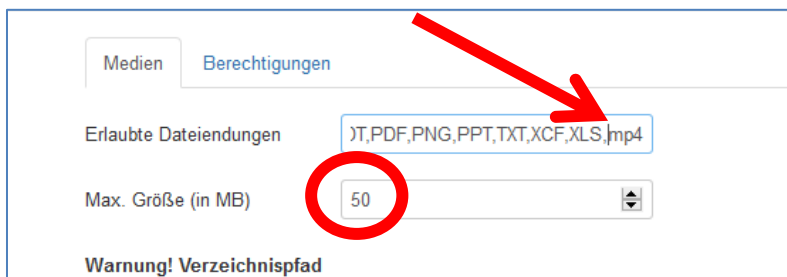 Medien Berechtigungen
Erlaubte Dateiendungen
PDF,PNG,PPT,TXT,XCF,XLS,mp4
Max. Größe (in MB) 50
Warnung! Verzeichnispfad